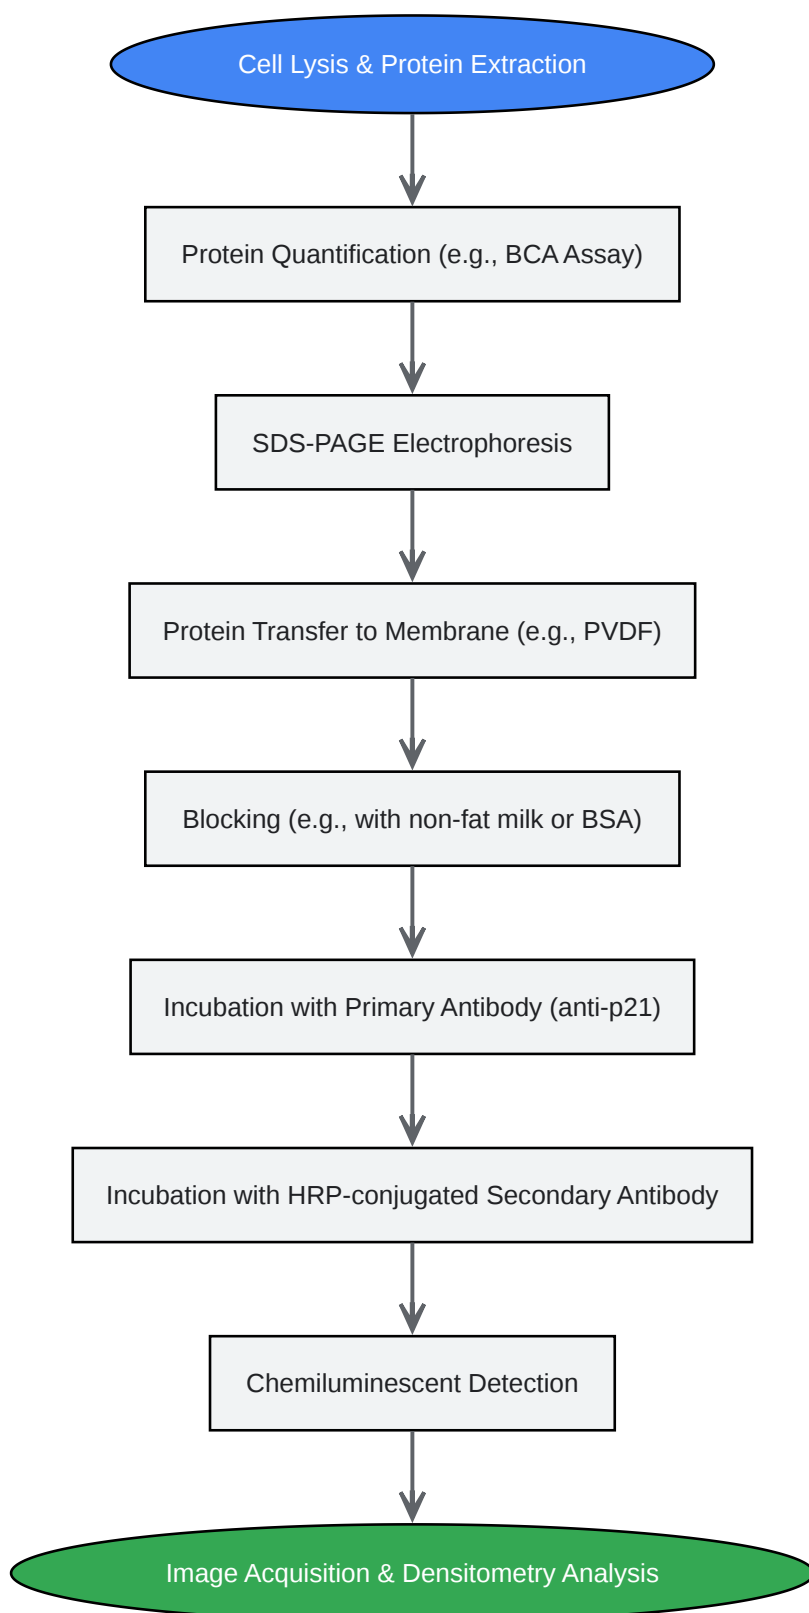 Cell Lysis & Protein Extraction
Protein Quantification (e.g., BCA Assay)
SDS-PAGE Electrophoresis
Protein Transfer to Membrane (e.g., PVDF)
Blocking (e.g., with non-fat milk or BSA)
Incubation with Primary Antibody (anti-p21)
Incubation with HRP-conjugated Secondary Antibody
Chemiluminescent Detection
Image Acquisition & Densitometry Analysis